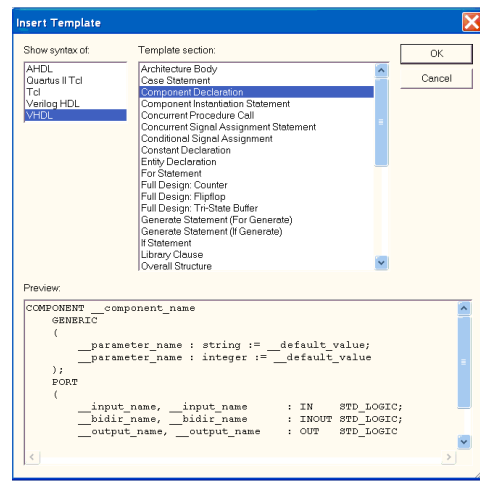 Insert Template
Show syntax of:
AHDL
Quartus II Tcl
Tcl
Verilog HDL
VHDL
Template section:
Architecture Body
Case Statement
Component Declaration
Component Instantiation Statement
Concurrent Procedure Call
Concurrent Signal Assignment Statement
Conditional Signal Assignment
Constant Declaration
Entity Declaration
For Statement
Full Design: Counter
Full Design: Flipflop
Full Design: Tri-State Buffer
Generate Statement (For Generate)
Generate Statement (If Generate)
If Statement
Library Clause
Overall Structure
OK
Cancel
Preview:
COMPONENT __component_name
GENERIC
(
__parameter_name : string := __default_value;
__parameter_name : integer := __default_value
);
PORT
(
__input_name, __input_name : IN STD_LOGIC;
__bidir_name, __bidir_name : INOUT STD_LOGIC;
__output_name, __output_name : OUT STD_LOGIC